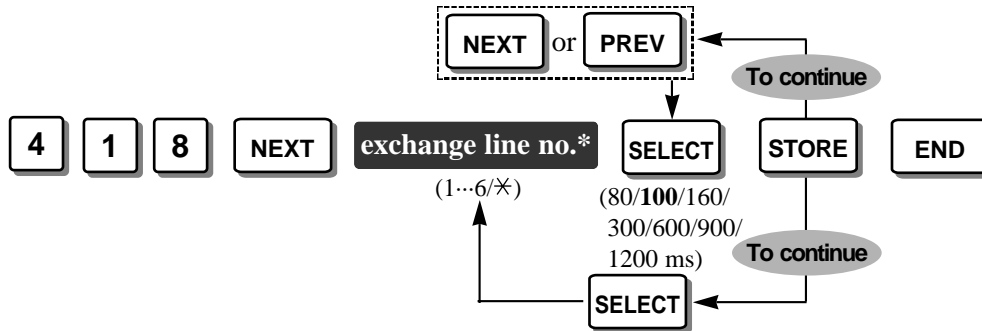 NEXT or PREV
To continue
4 1 8 NEXT exchange line no.* SELECT STORE END
(1···6/✳)
(80/100/160/
300/600/900/
1200 ms)
To continue
SELECT